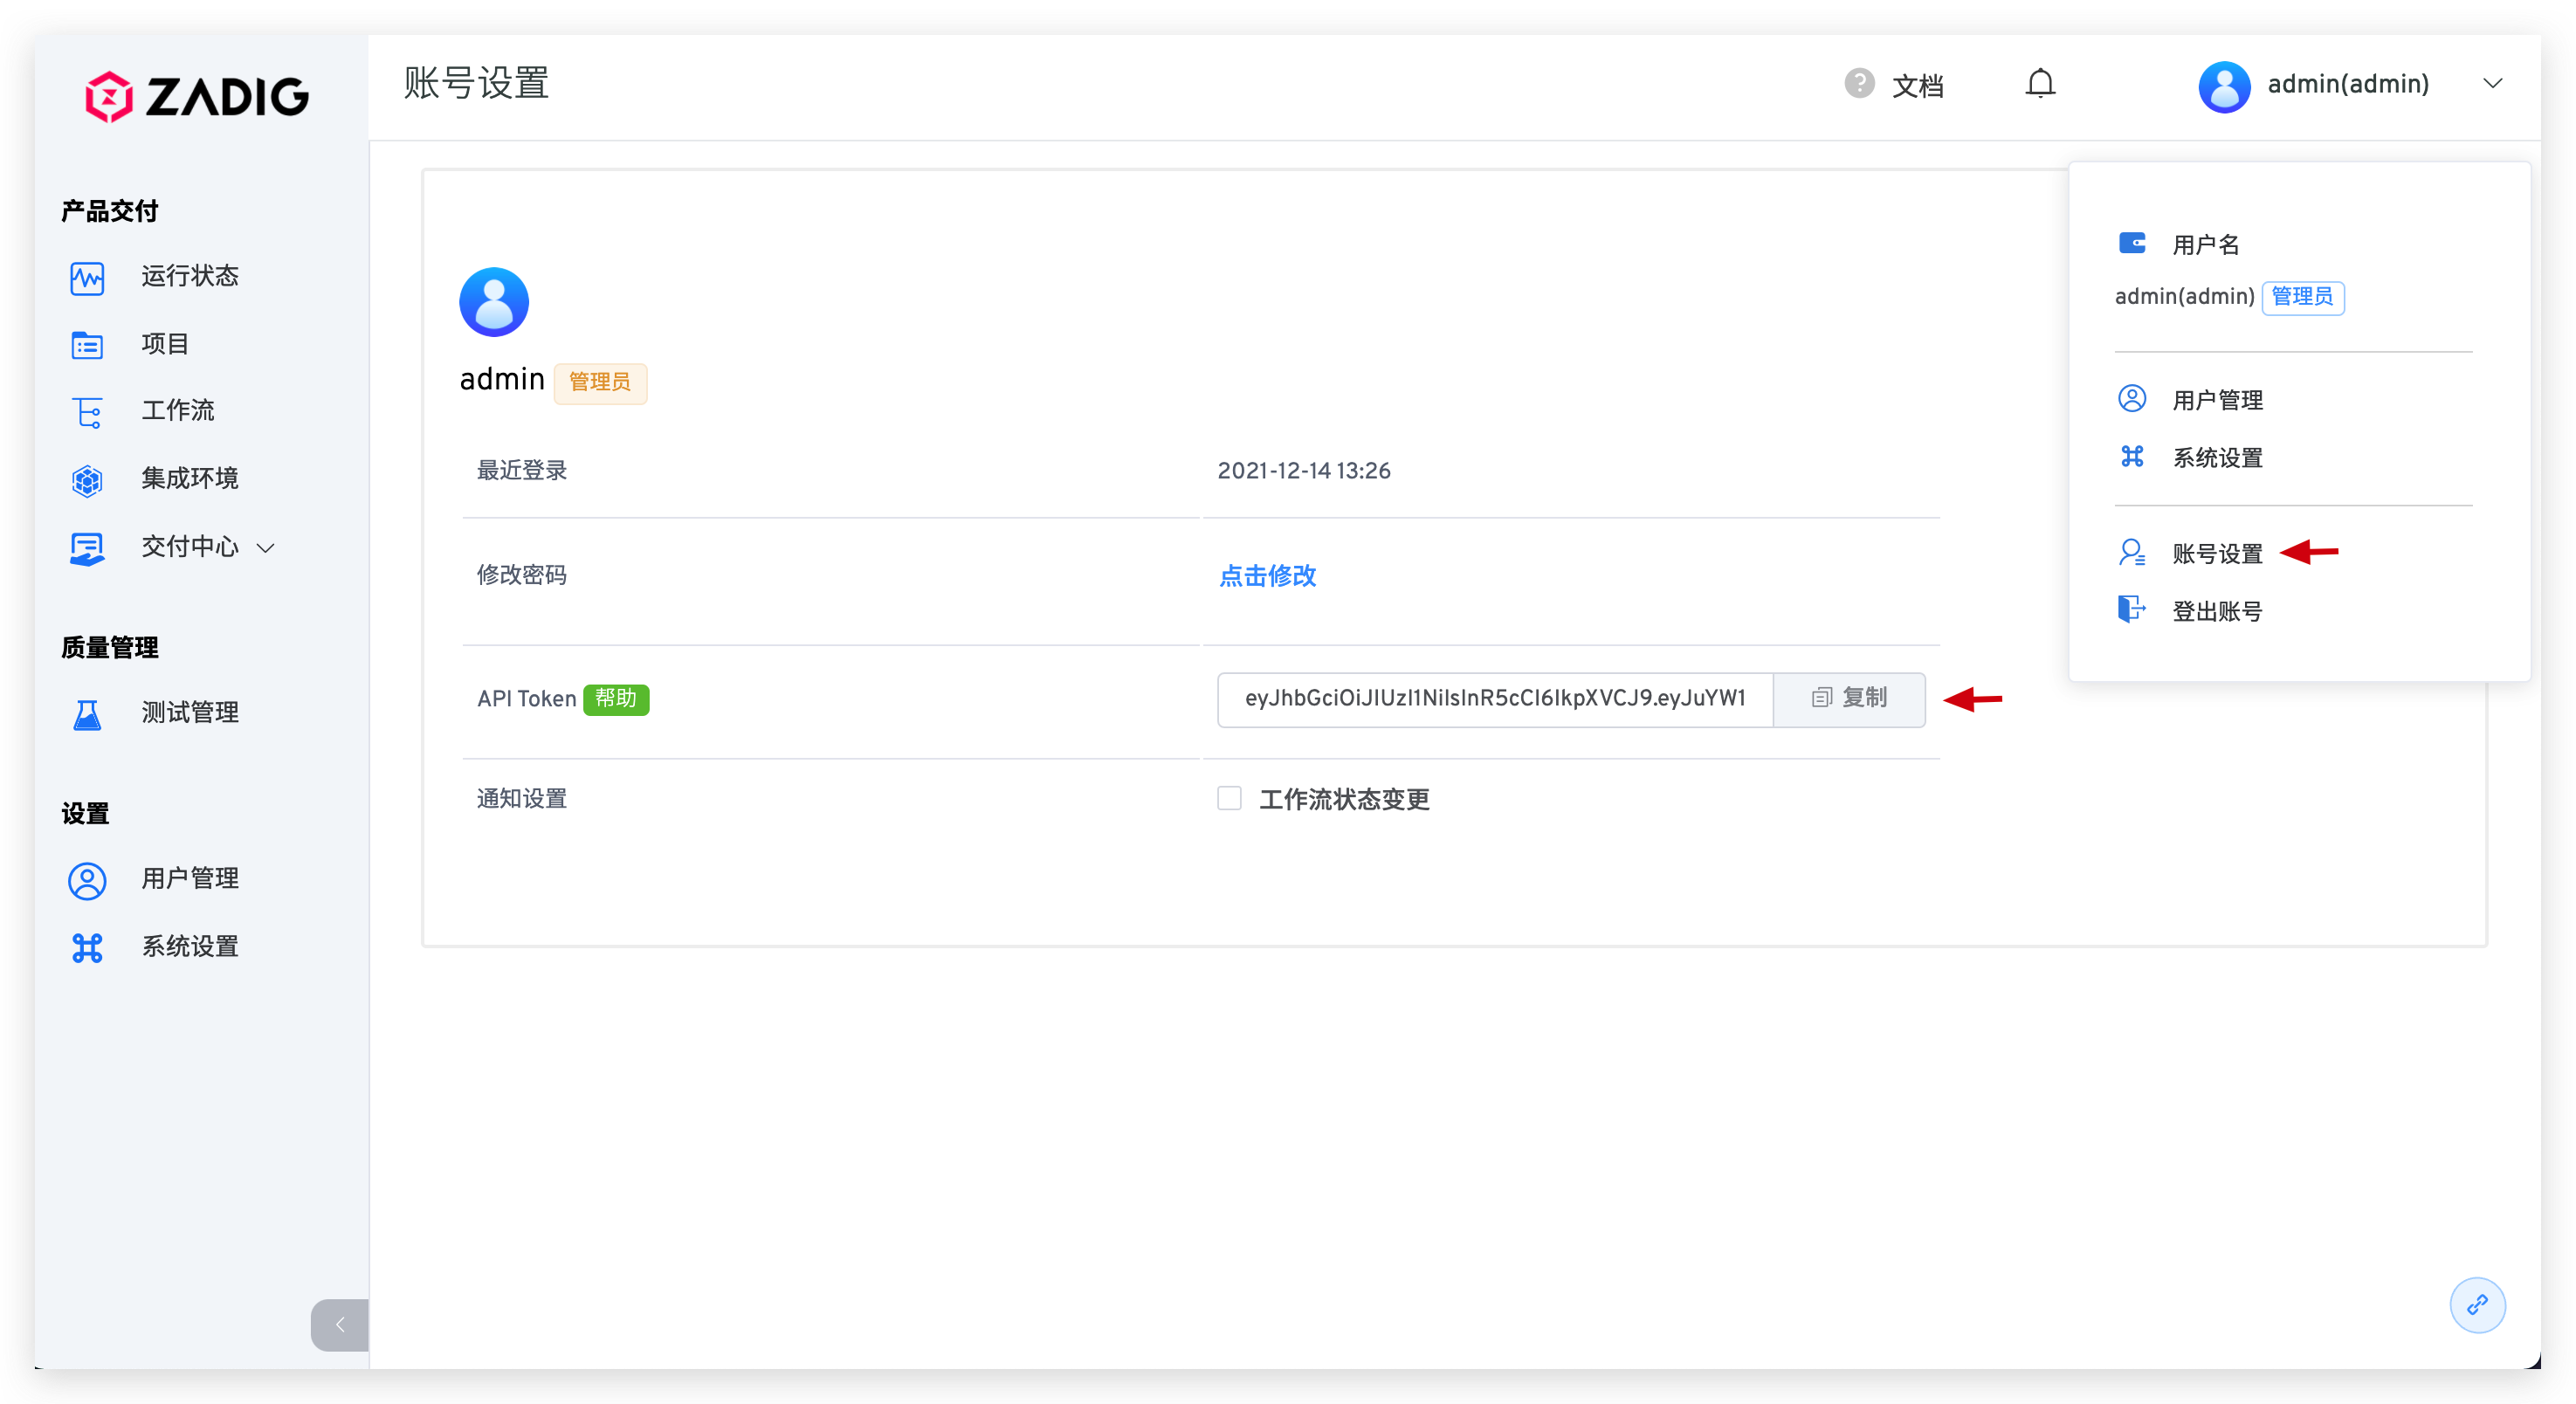 ZADIG
账号设置
? 文档
admin(admin)
产品交付
运行状态
项目
工作流
集成环境
交付中心
质量管理
测试管理
设置
用户管理
系统设置
admin 管理员
最近登录 2021-12-14 13:26
修改密码 点击修改
API Token 帮助 eyJhbGciOiJIUzI1NiIsInR5cCI6IkpXVCJ9.eyJuYW1 复制
通知设置 工作流状态变更
用户名
admin(admin) 管理员
用户管理
系统设置
账号设置
登出账号